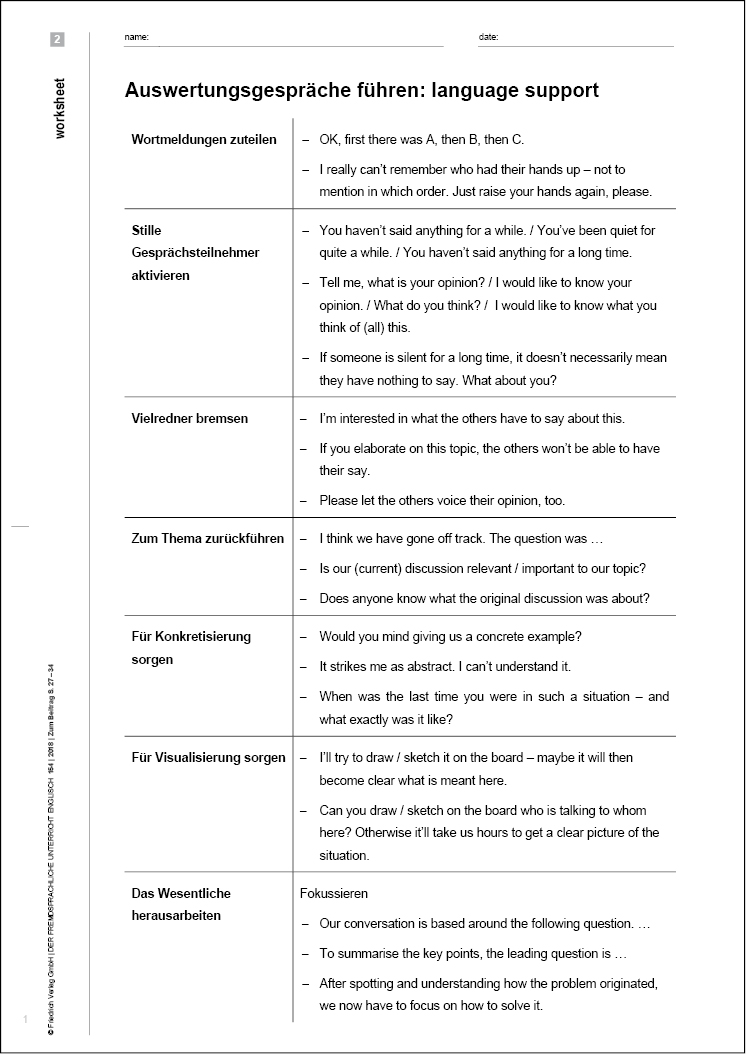 2
name:
date:
worksheet
Auswertungsgespräche führen: language support
Wortmeldungen zuteilen
– OK, first there was A, then B, then C.
– I really can't remember who had their hands up – not to
mention in which order. Just raise your hands again, please.
Stille
Gesprächsteilnehmer
aktivieren
– You haven't said anything for a while. / You've been quiet for
quite a while. / You haven't said anything for a long time.
– Tell me, what is your opinion? / I would like to know your
opinion. / What do you think? / I would like to know what you
think of (all) this.
– If someone is silent for a long time, it doesn't necessarily mean
they have nothing to say. What about you?
Vielredner bremsen
– I'm interested in what the others have to say about this.
– If you elaborate on this topic, the others won't be able to have
their say.
– Please let the others voice their opinion, too.
Zum Thema zurückführen
– I think we have gone off track. The question was …
– Is our (current) discussion relevant / important to our topic?
– Does anyone know what the original discussion was about?
Für Konkretisierung
sorgen
– Would you mind giving us a concrete example?
– It strikes me as abstract. I can't understand it.
– When was the last time you were in such a situation – and
what exactly was it like?
Für Visualisierung sorgen
– I'll try to draw / sketch it on the board – maybe it will then
become clear what is meant here.
– Can you draw / sketch on the board who is talking to whom
here? Otherwise it'll take us hours to get a clear picture of the
situation.
Das Wesentliche
herausarbeiten
Fokussieren
– Our conversation is based around the following question. …
– To summarise the key points, the leading question is …
– After spotting and understanding how the problem originated,
we now have to focus on how to solve it.
© Friedrich Verlag GmbH | DER FREMDSPRACHLICHE UNTERRICHT ENGLISCH 154 | 2018 | Zum Beitrag S. 27–34
1